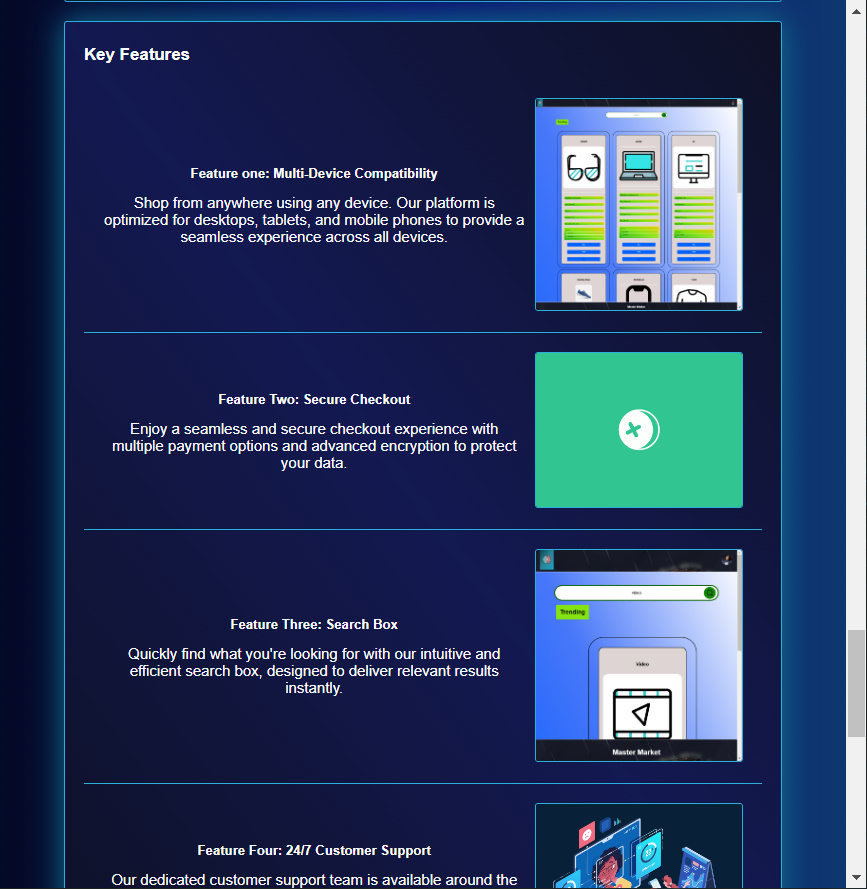 Key Features
Feature one: Multi-Device Compatibility
Shop from anywhere using any device. Our platform is
optimized for desktops, tablets, and mobile phones to provide a
seamless experience across all devices.
Feature Two: Secure Checkout
Enjoy a seamless and secure checkout experience with
multiple payment options and advanced encryption to protect
your data.
Feature Three: Search Box
Quickly find what you're looking for with our intuitive and
efficient search box, designed to deliver relevant results
instantly.
Trending
Video
Master Market
Feature Four: 24/7 Customer Support
Our dedicated customer support team is available around the